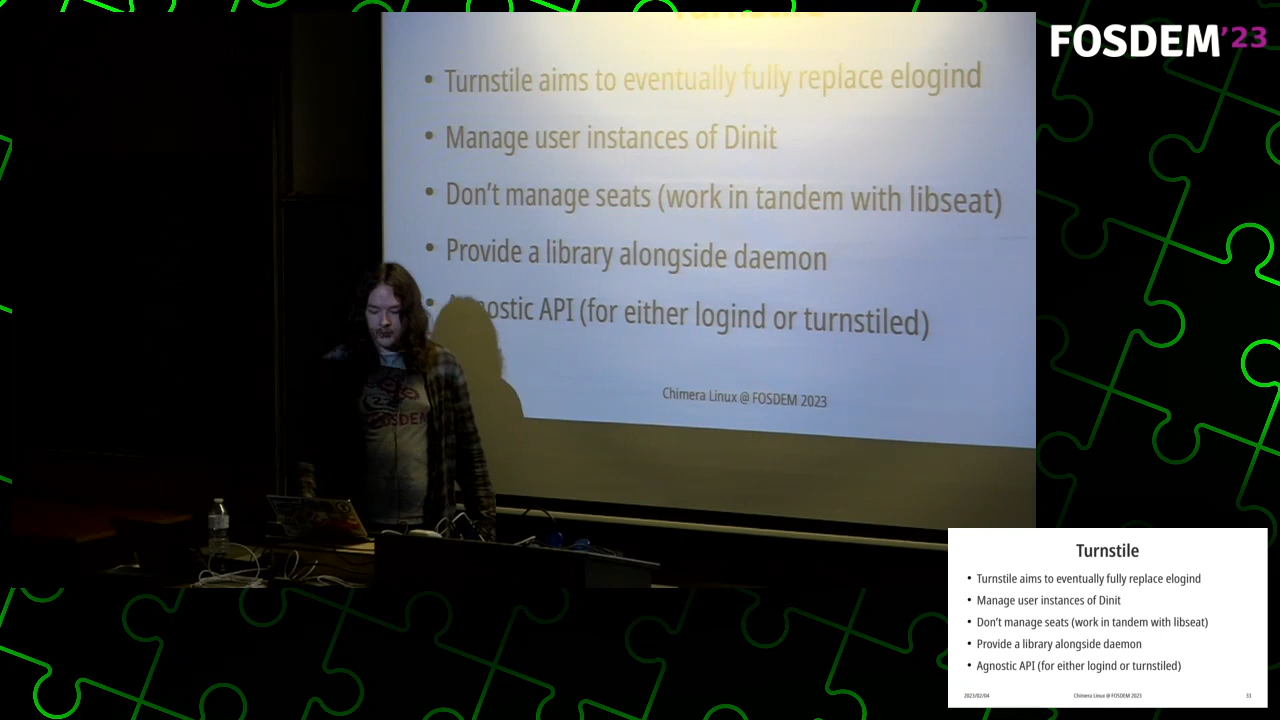 FOSDEM'23
Turnstile
• Turnstile aims to eventually fully replace elogind
• Manage user instances of Dinit
• Don't manage seats (work in tandem with libseat)
• Provide a library alongside daemon
• Agnostic API (for either logind or turnstiled)
Chimera Linux @ FOSDEM 2023
FOSDEM
Turnstile
• Turnstile aims to eventually fully replace elogind
• Manage user instances of Dinit
• Don't manage seats (work in tandem with libseat)
• Provide a library alongside daemon
• Agnostic API (for either logind or turnstiled)
2023/02/04 Chimera Linux @ FOSDEM 2023 33